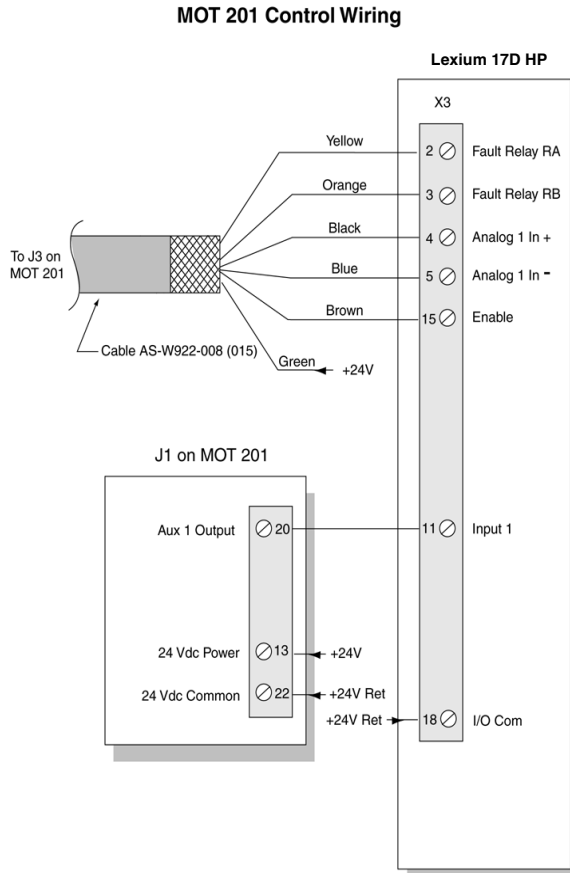 MOT 201 Control Wiring
Lexium 17D HP
X3
Yellow
2
Fault Relay RA
Orange
3
Fault Relay RB
Black
4
Analog 1 In +
To J3 on
MOT 201
Blue
5
Analog 1 In -
Brown
15
Enable
Cable AS-W922-008 (015)
Green
+24V
J1 on MOT 201
Aux 1 Output
20
11
Input 1
24 Vdc Power
13
+24V
24 Vdc Common
22
+24V Ret
+24V Ret
18
I/O Com